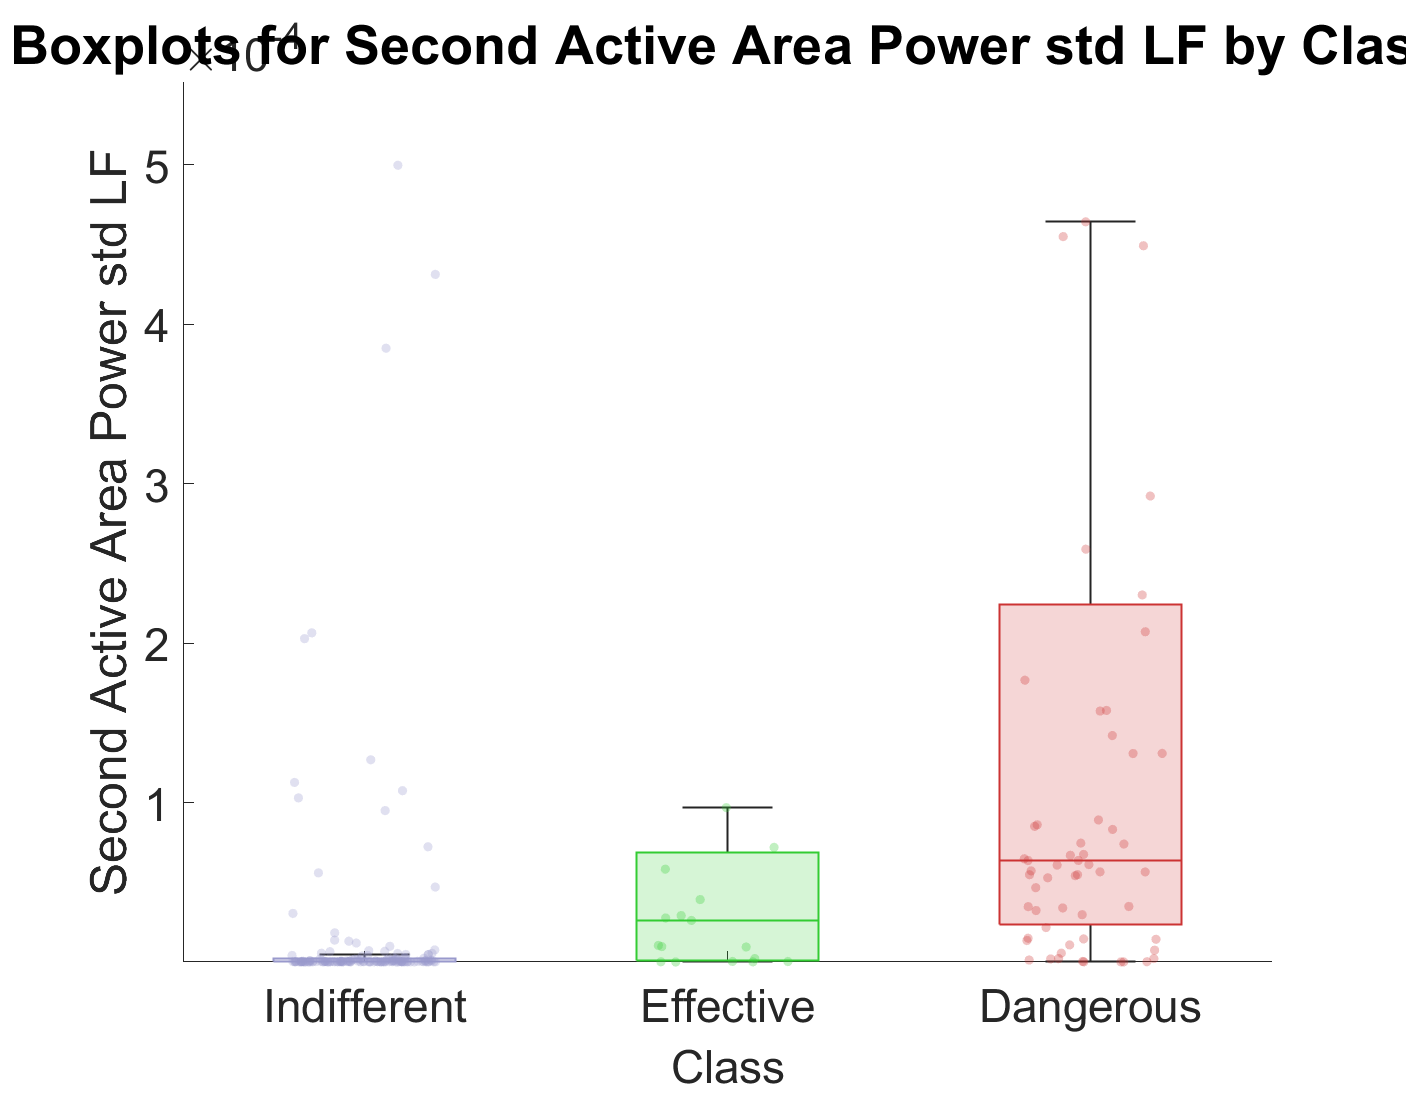 Boxplots for Second Active Area Power std LF by Clas
×10-4
Second Active Area Power std LF
5
4
3
2
1
Indifferent Effective Dangerous
Class